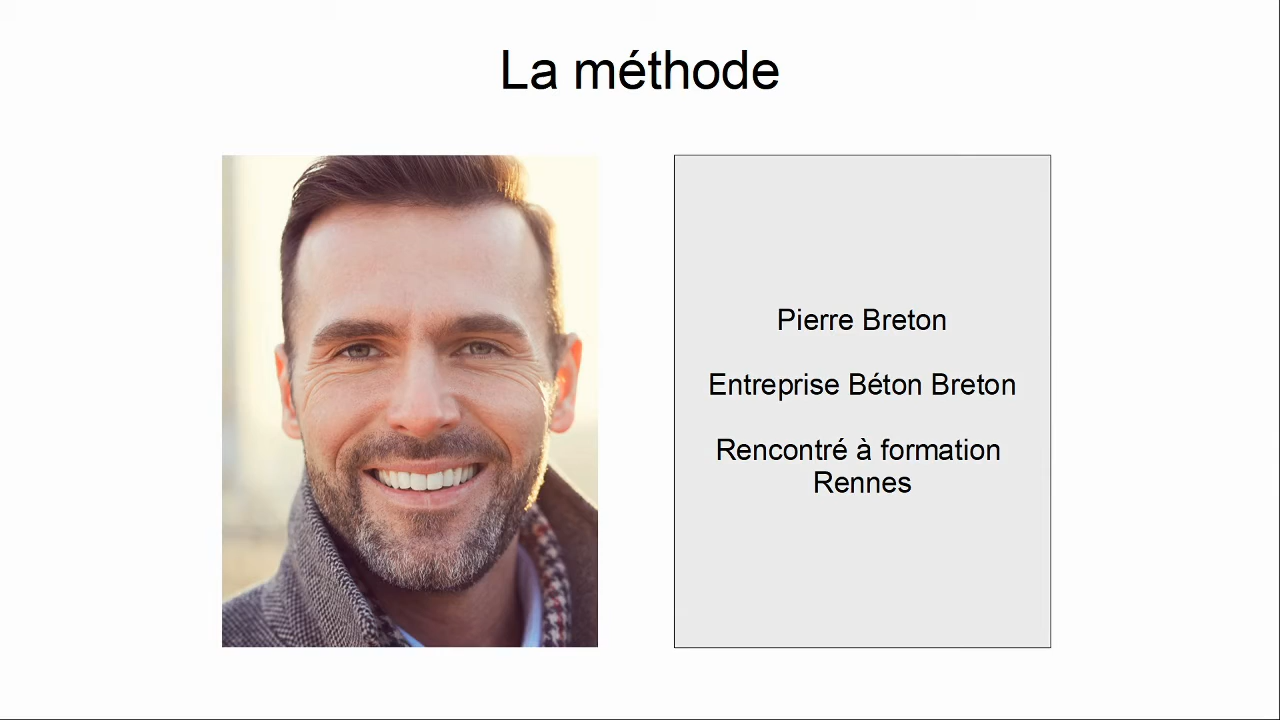 La méthode
Pierre Breton
Entreprise Béton Breton
Rencontré à formation
Rennes